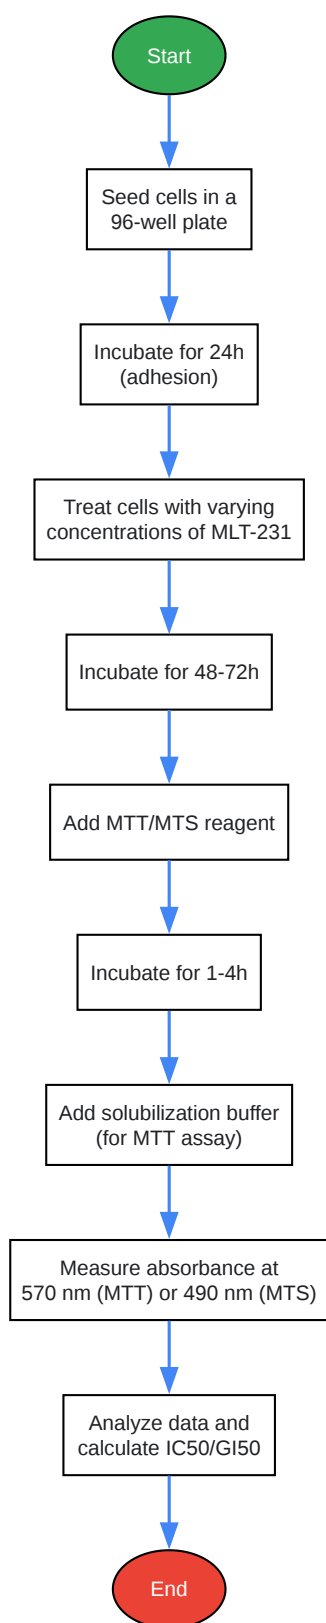 Start
Seed cells in a
96-well plate
Incubate for 24h
(adhesion)
Treat cells with varying
concentrations of MLT-231
Incubate for 48-72h
Add MTT/MTS reagent
Incubate for 1-4h
Add solubilization buffer
(for MTT assay)
Measure absorbance at
570 nm (MTT) or 490 nm (MTS)
Analyze data and
calculate IC50/GI50
End